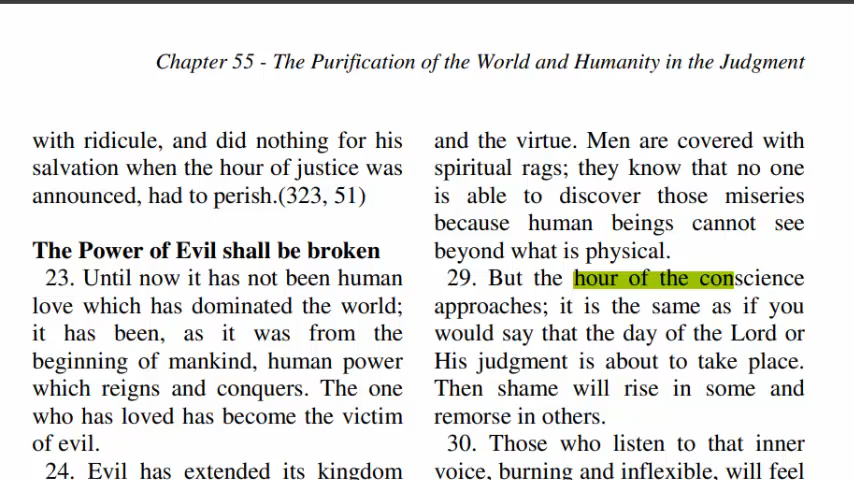 Chapter 55 - The Purification of the World and Humanity in the Judgment
with ridicule, and did nothing for his
salvation when the hour of justice was
announced, had to perish.(323, 51)
The Power of Evil shall be broken
23. Until now it has not been human
love which has dominated the world;
it has been, as it was from the
beginning of mankind, human power
which reigns and conquers. The one
who has loved has become the victim
of evil.
24. Evil has extended its kingdom
and the virtue. Men are covered with
spiritual rags; they know that no one
is able to discover those miseries
because human beings cannot see
beyond what is physical.
29. But the hour of the conscience
approaches; it is the same as if you
would say that the day of the Lord or
His judgment is about to take place.
Then shame will rise in some and
remorse in others.
30. Those who listen to that inner
voice, burning and inflexible, will feel